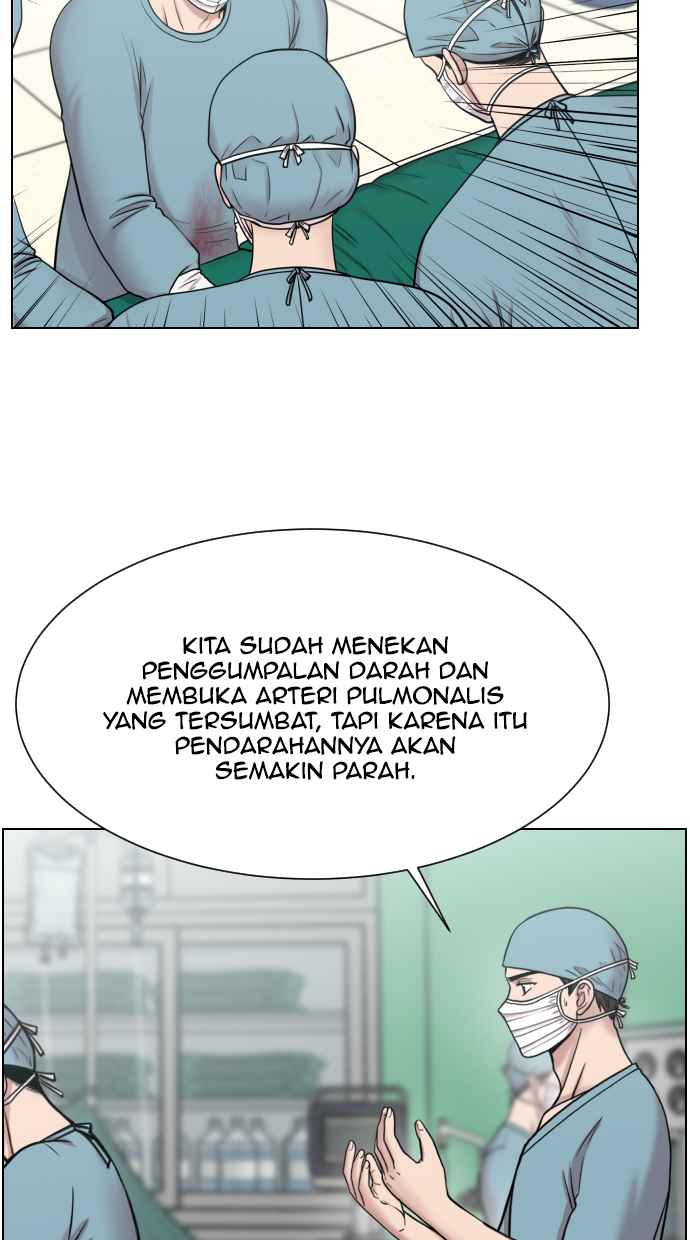 KITA SUDAH MENEKAN
PENGGUMPALAN DARAH DAN
MEMBUKA ARTERI PULMONALIS
YANG TERSUMBAT, TAPI KARENA ITU
PENDARAHANNYA AKAN
SEMAKIN PARAH.